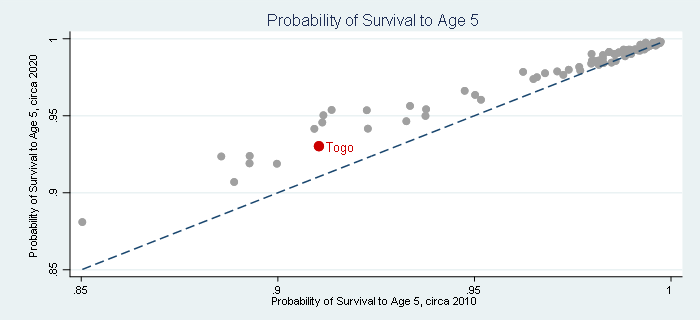 Probability of Survival to Age 5
Probability of Survival to Age 5, circa 2020
1
.95
.9
.85
Togo
.85
.9
.95
1
Probability of Survival to Age 5, circa 2010